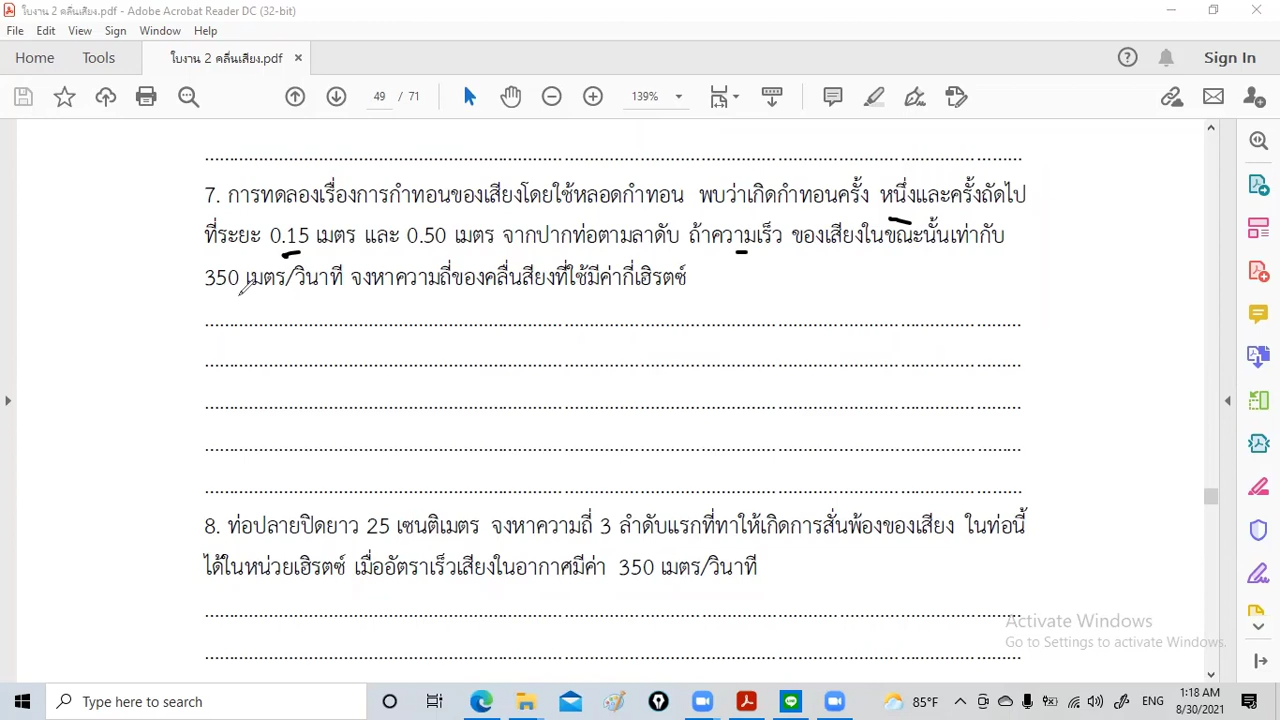 ใบงาน 2 คลื่นเสียง.pdf - Adobe Acrobat Reader DC (32-bit)
File Edit View Sign Window Help
Home Tools ใบงาน 2 คลื่นเสียง.pdf × Sign In
49 / 71 139%
7. การทดลองเรื่องการกำทอนของเสียงโดยใช้หลอดกำทอน พบว่าเกิดกำทอนครั้ง หนึ่งและครั้งถัดไป
ที่ระยะ 0.15 เมตร และ 0.50 เมตร จากปากท่อตามลาดับ ถ้าความเร็ว ของเสียงในขณะนั้นเท่ากับ
350 เมตร/วินาที จงหาความถี่ของคลื่นสียงที่ใช้มีค่ากี่เฮิรตซ์
8. ท่อปลายปิดยาว 25 เซนติเมตร จงหาความถี่ 3 ลำดับแรกที่ทาให้เกิดการสั่นพ้องของเสียง ในท่อนี้
ได้ในหน่วยเฮิรตซ์ เมื่ออัตราเร็วเสียงในอากาศมีค่า 350 เมตร/วินาที
Activate Windows
Go to Settings to activate Windows.
Type here to search
85°F ENG 1:18 AM
8/30/2021